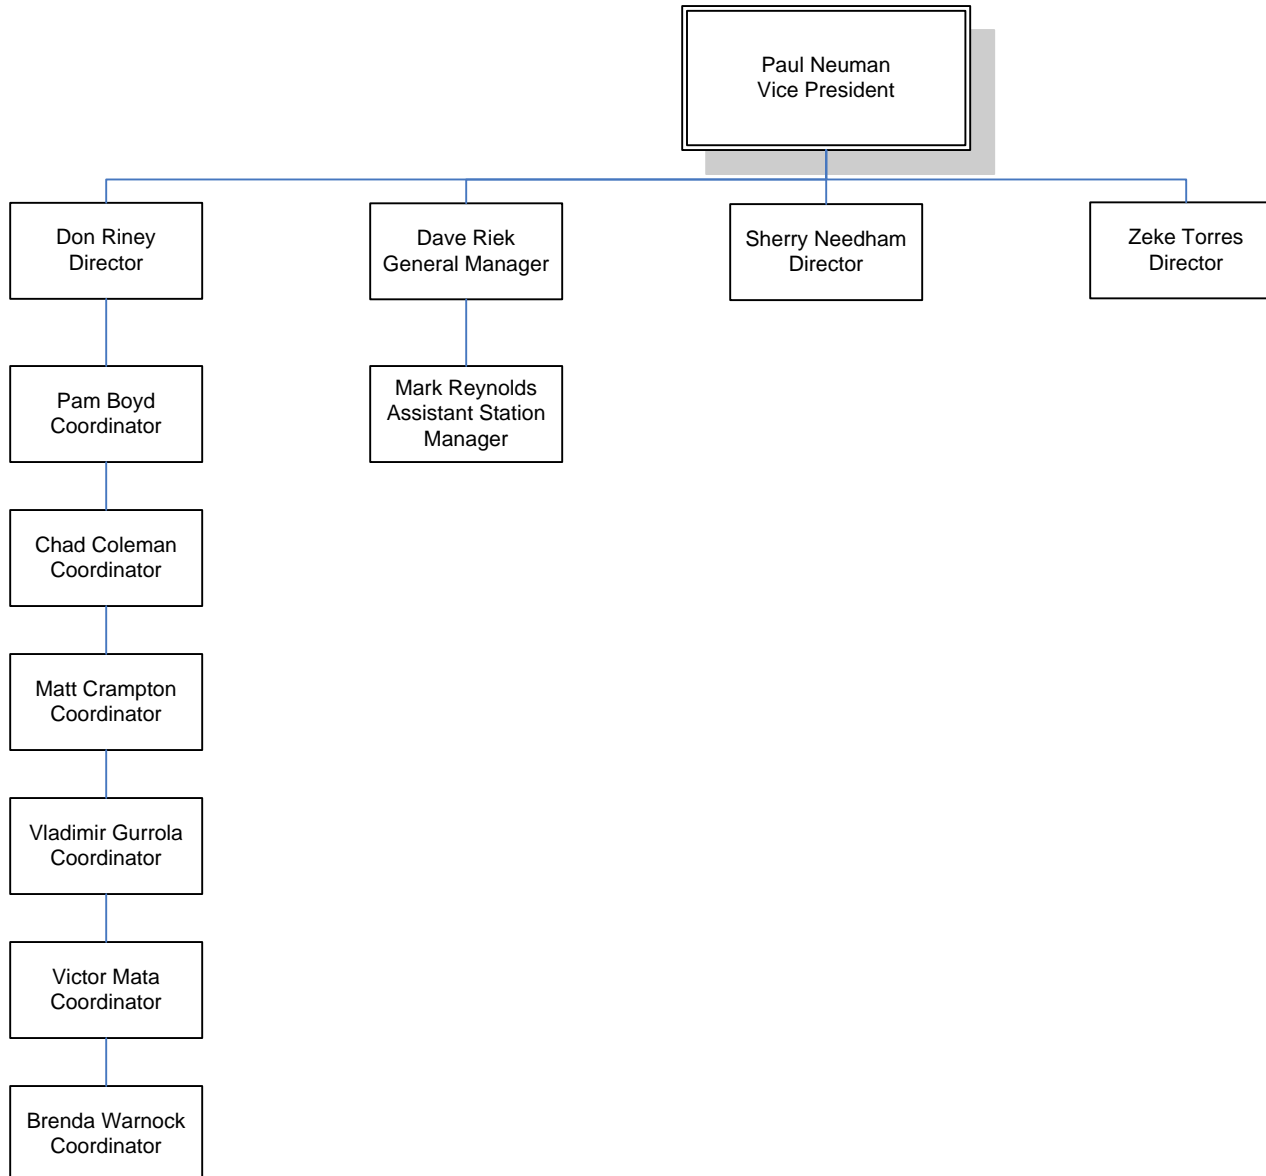 Paul Neuman
Vice President
Don Riney
Director
Dave Riek
General Manager
Sherry Needham
Director
Zeke Torres
Director
Pam Boyd
Coordinator
Mark Reynolds
Assistant Station
Manager
Chad Coleman
Coordinator
Matt Crampton
Coordinator
Vladimir Gurrola
Coordinator
Victor Mata
Coordinator
Brenda Warnock
Coordinator